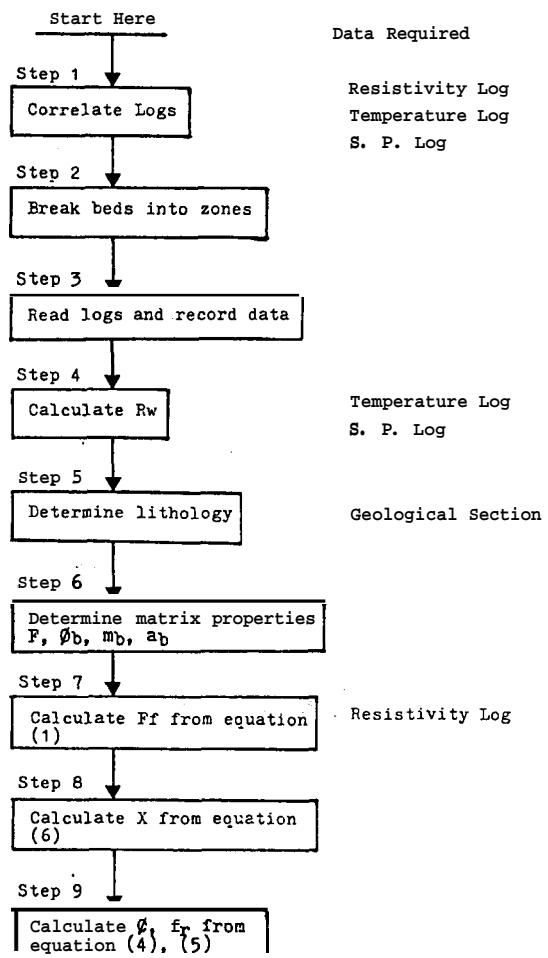 Start Here
Data Required
Step 1
Correlate Logs
Resistivity Log
Temperature Log
S. P. Log
Step 2
Break beds into zones
Step 3
Read logs and record data
Step 4
Calculate Rw
Temperature Log
S. P. Log
Step 5
Determine lithology
Geological Section
Step 6
Determine matrix properties
F, Øb, mb, ab
Step 7
Calculate Ff from equation
(1)
Resistivity Log
Step 8
Calculate X from equation
(6)
Step 9
Calculate Ø, fr from
equation (4), (5)